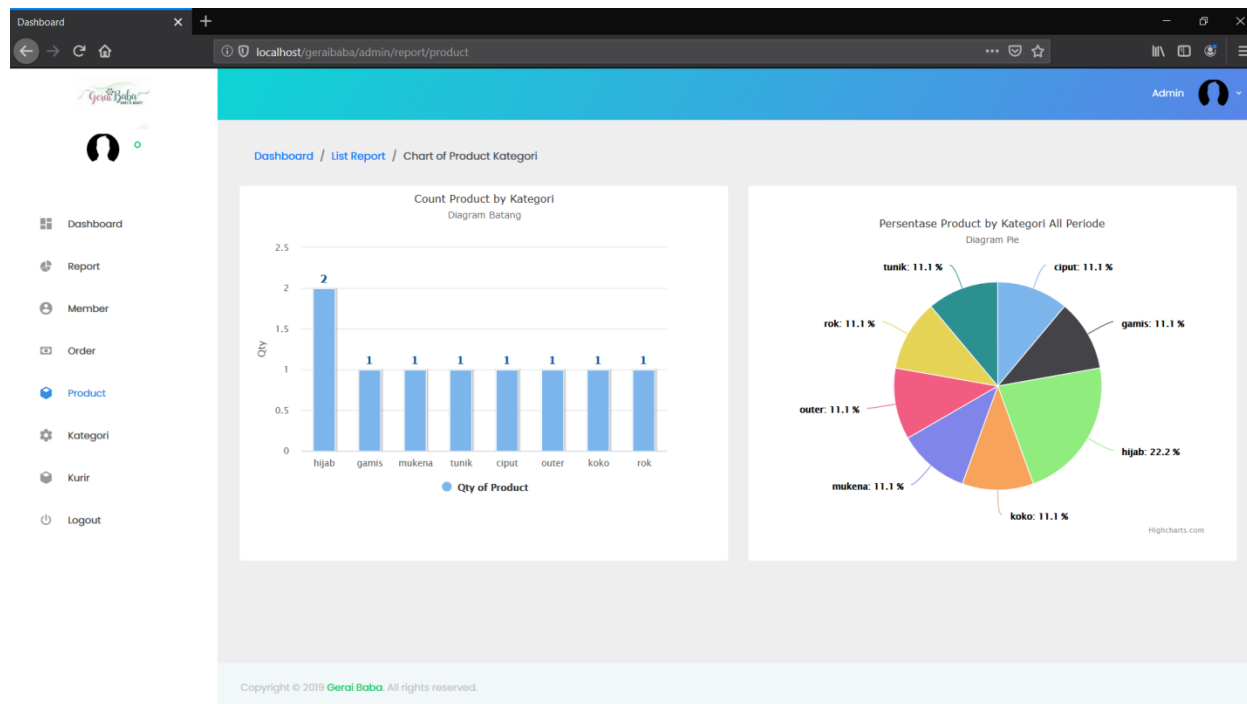 Dashboard
localhost/geraibaba/admin/report/product
Gerai Baba
Admin
Dashboard / List Report / Chart of Product Kategori
Dashboard
Report
Member
Order
Product
Kategori
Kurir
Logout
Count Product by Kategori
Diagram Batang
Qty
2.5
2
1.5
1
0.5
0
2 1 1 1 1 1 1 1
hijab gamis mukena tunik ciput outer koko rok
Qty of Product
Persentase Product by Kategori All Periode
Diagram Pie
tunik: 11.1 % ciput: 11.1 %
rok: 11.1 % gamis: 11.1 %
outer: 11.1 %
hijab: 22.2 %
mukena: 11.1 %
koko: 11.1 %
Highcharts.com
Copyright © 2019 Gerai Baba. All rights reserved.